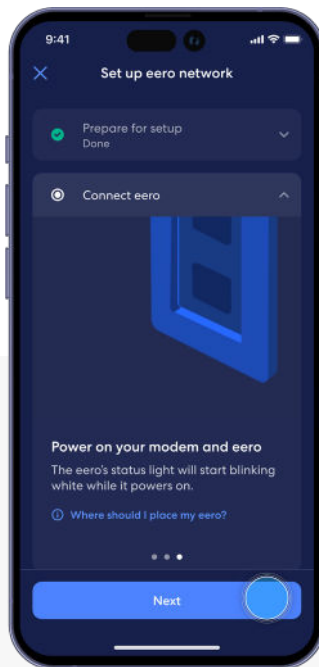 9:41
Set up eero network
Prepare for setup
Done
Connect eero
Power on your modem and eero
The eero's status light will start blinking
white while it powers on.
Where should I place my eero?
Next